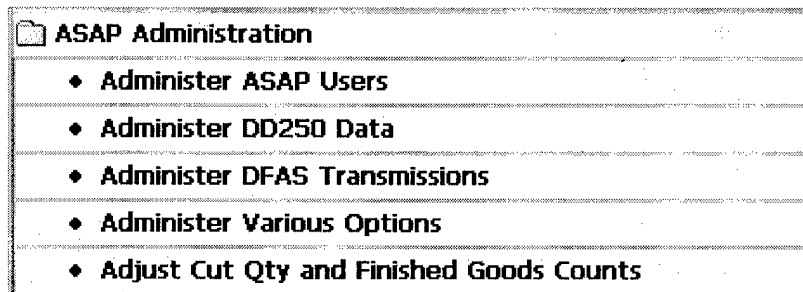 ASAP Administration
♦ Administer ASAP Users
♦ Administer DD250 Data
♦ Administer DFAS Transmissions
♦ Administer Various Options
♦ Adjust Cut Qty and Finished Goods Counts